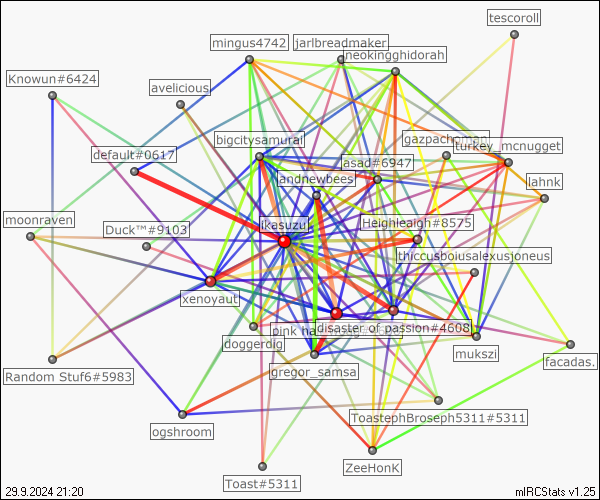 tescoroll
mingus4742
jarlbreadmaker
neokingghidorah
Knowun#6424
avelicious
bigcitysamurai
gazpachomani
turkey_mcnugget
default#0617
asad#6947
landnewbees
lahnk
moonraven
Duck™#9103
ikasuzu
Heighleaigh#8575
thiccusboiusalexusjoneus
xenoyaut
pink ha
disaster of passion#4608
doggerdig
mukszi
facadas.
Random Stuf6#5983
gregor_samsa
ToastephBroseph5311#5311
ogshroom
Toast#5311
ZeeHonK
29.9.2024 21:20
mIRCStats v1.25